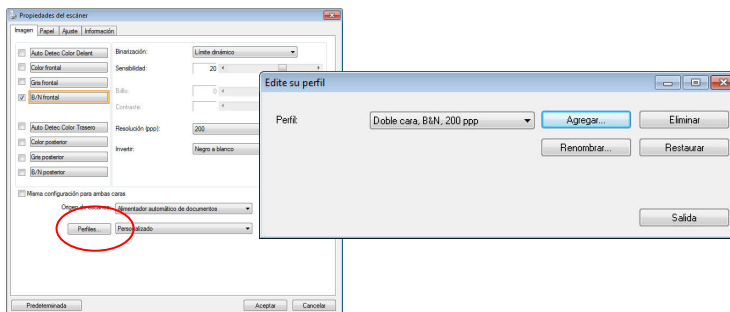 Propiedades del escáner
Imagen Papel Ajuste Información
Auto Detec Color Delant
Binarización:
Límite dinámico
Color frontal
Sensibilidad:
20
Gris frontal
B/N frontal
Brillo:
0
Contraste:
Auto Detec Color Trasero
Resolución (ppp):
200
Color posterior
Invertir:
Negro a blanco
Gris posterior
B/N posterior
Misma configuración para ambas caras
Origen de escaneo:
Alimentador automático de documentos
Perfiles...
Personalizado
Predeterminada
Aceptar
Cancelar
Edite su perfil
Perfil:
Doble cara, B&N, 200 ppp
Agregar...
Eliminar
Renombrar...
Restaurar
Salida